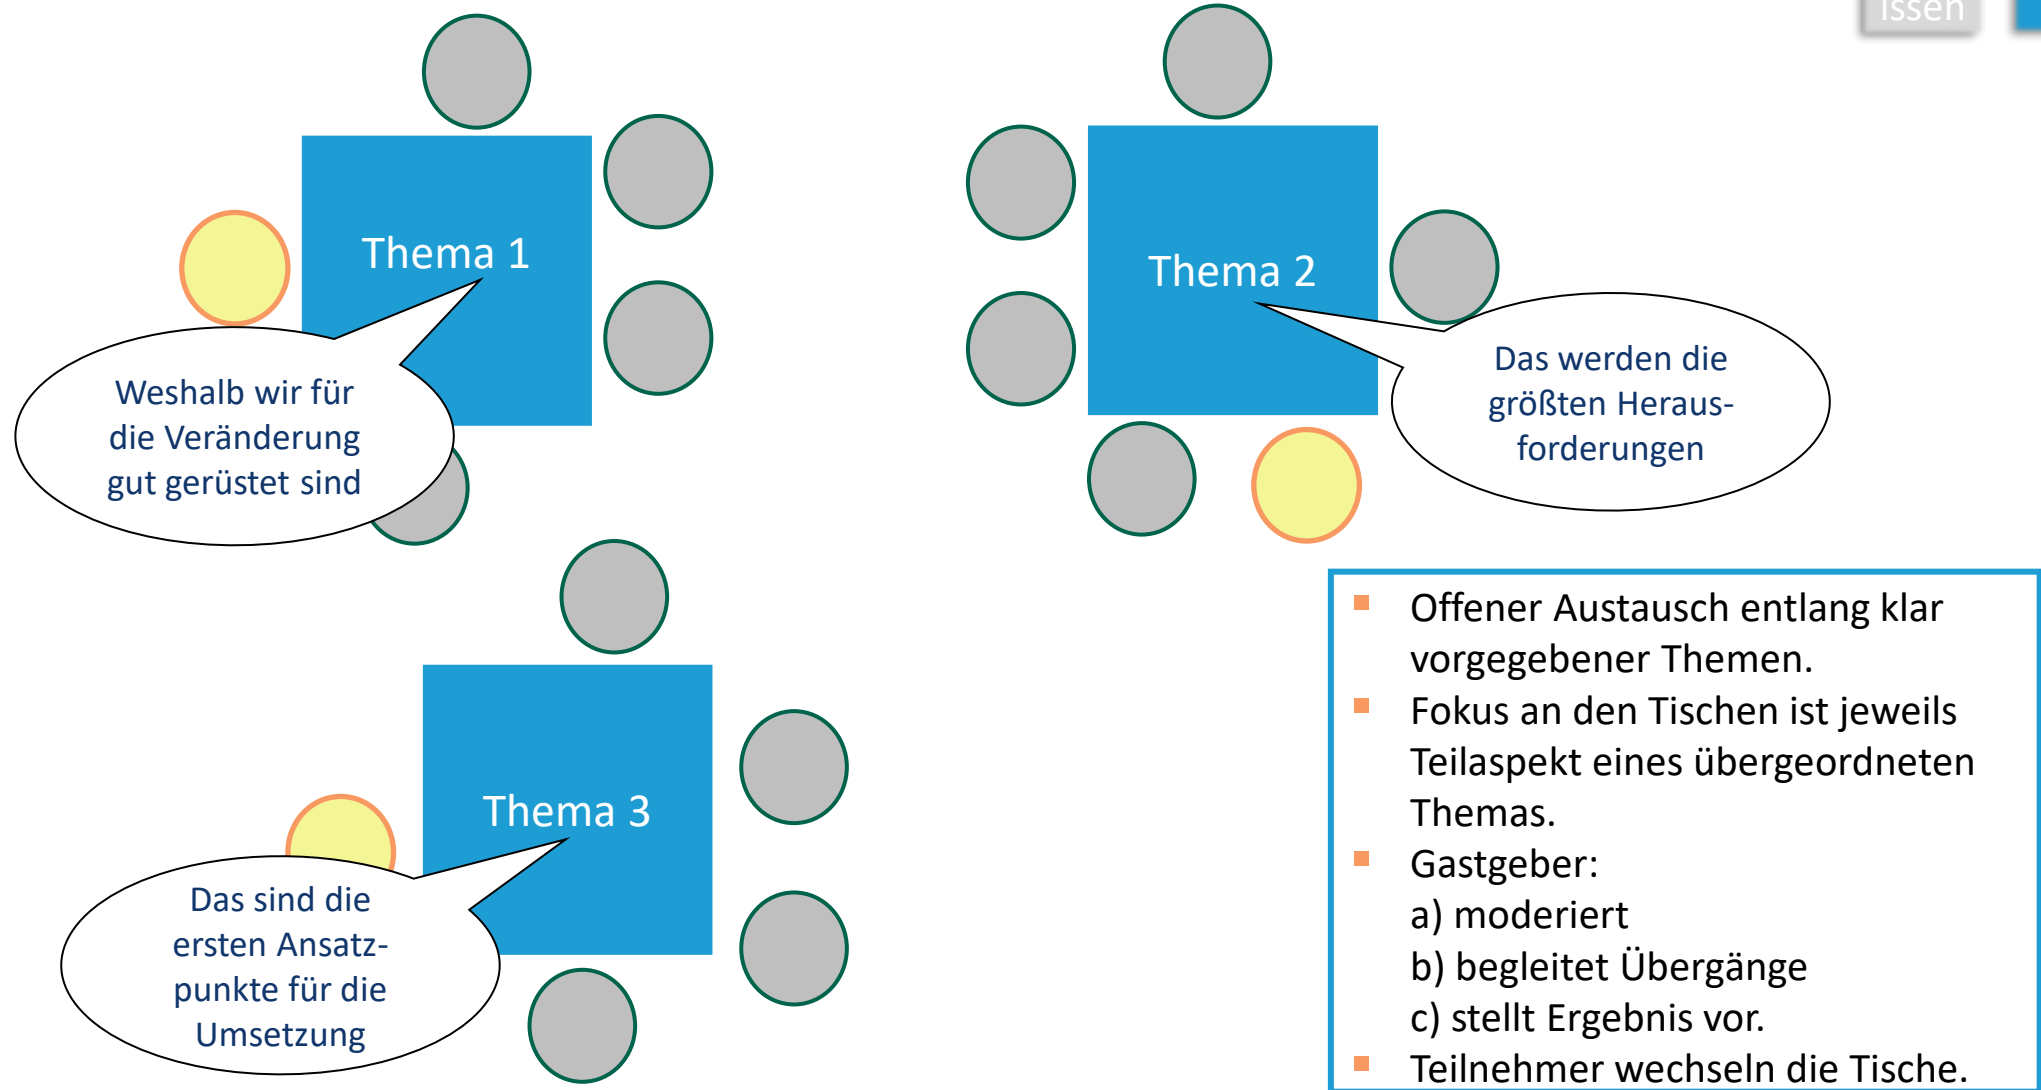 issen
Thema 1
Weshalb wir für
die Veränderung
gut gerüstet sind
Thema 2
Das werden die
größten Heraus-
forderungen
Thema 3
Das sind die
ersten Ansatz-
punkte für die
Umsetzung
Offener Austausch entlang klar
vorgegebener Themen.
Fokus an den Tischen ist jeweils
Teilaspekt eines übergeordneten
Themas.
Gastgeber:
a) moderiert
b) begleitet Übergänge
c) stellt Ergebnis vor.
Teilnehmer wechseln die Tische.